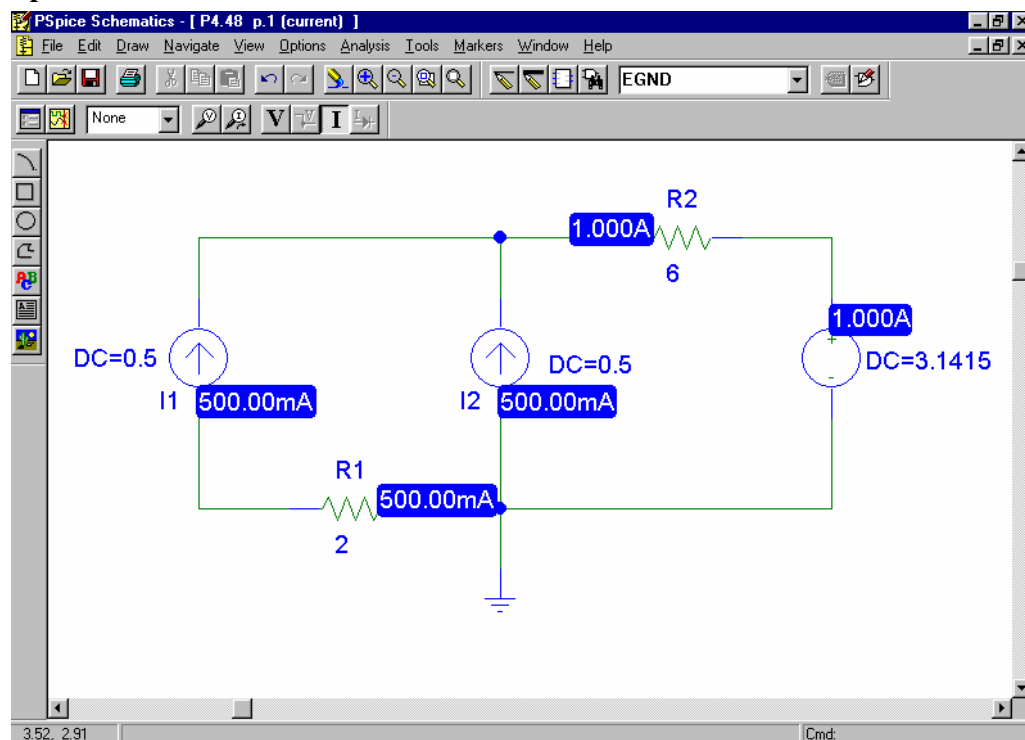 PSpice Schematics - [ P4.48 p.1 (current) ]
File Edit Draw Navigate View Options Analysis Tools Markers Window Help
EGND
None V V I I
R2
1.000A
6
1.000A
DC=0.5
DC=0.5
DC=3.1415
+
-
I1 500.00mA
I2 500.00mA
R1
500.00mA
2
3.52, 2.91 Cmd: